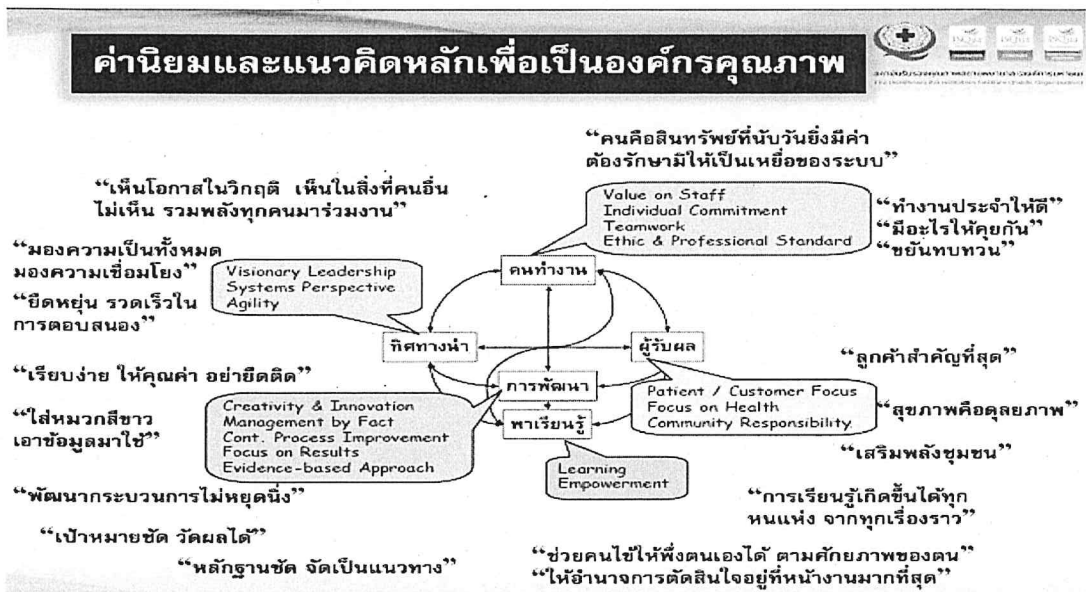 ค่านิยมและแนวคิดหลักเพื่อเป็นองค์กรคุณภาพ
“คนคือสินทรัพย์ที่นับวันยิ่งมีค่า
ต้องรักษามิให้เป็นเหยื่อของระบบ”
“เห็นโอกาสในวิกฤติ เห็นในสิ่งที่คนอื่น
ไม่เห็น รวมพลังทุกคนมาร่วมงาน”
Value on Staff
Individual Commitment
Teamwork
Ethic & Professional Standard
“ทำงานประจำให้ดี”
“มีอะไรให้คุยกัน”
“ขยันทบทวน”
“มองความเป็นทั้งหมด
มองความเชื่อมโยง”
“ยืดหยุ่น รวดเร็วใน
การตอบสนอง”
Visionary Leadership
Systems Perspective
Agility
คนทำงาน
ทิศทางนำ
ผู้รับผล
การพัฒนา
พาเรียนรู้
“ลูกค้าสำคัญที่สุด”
“เรียบง่าย ให้คุณค่า อย่ายึดติด”
“ใส่หมวกสีขาว
เอาข้อมูลมาใช้”
Creativity & Innovation
Management by Fact
Cont. Process Improvement
Focus on Results
Evidence-based Approach
Patient / Customer Focus
Focus on Health
Community Responsibility
“สุขภาพคือดุลยภาพ”
“เสริมพลังชุมชน”
Learning
Empowerment
“พัฒนากระบวนการไม่หยุดนิ่ง”
“การเรียนรู้เกิดขึ้นได้ทุก
หนแห่ง จากทุกเรื่องราว”
“เป้าหมายชัด วัดผลได้”
“หลักฐานชัด จัดเป็นแนวทาง”
“ช่วยคนไข้ให้พึ่งตนเองได้ ตามศักยภาพของตน”
“ให้อำนาจการตัดสินใจอยู่ที่หน้างานมากที่สุด”